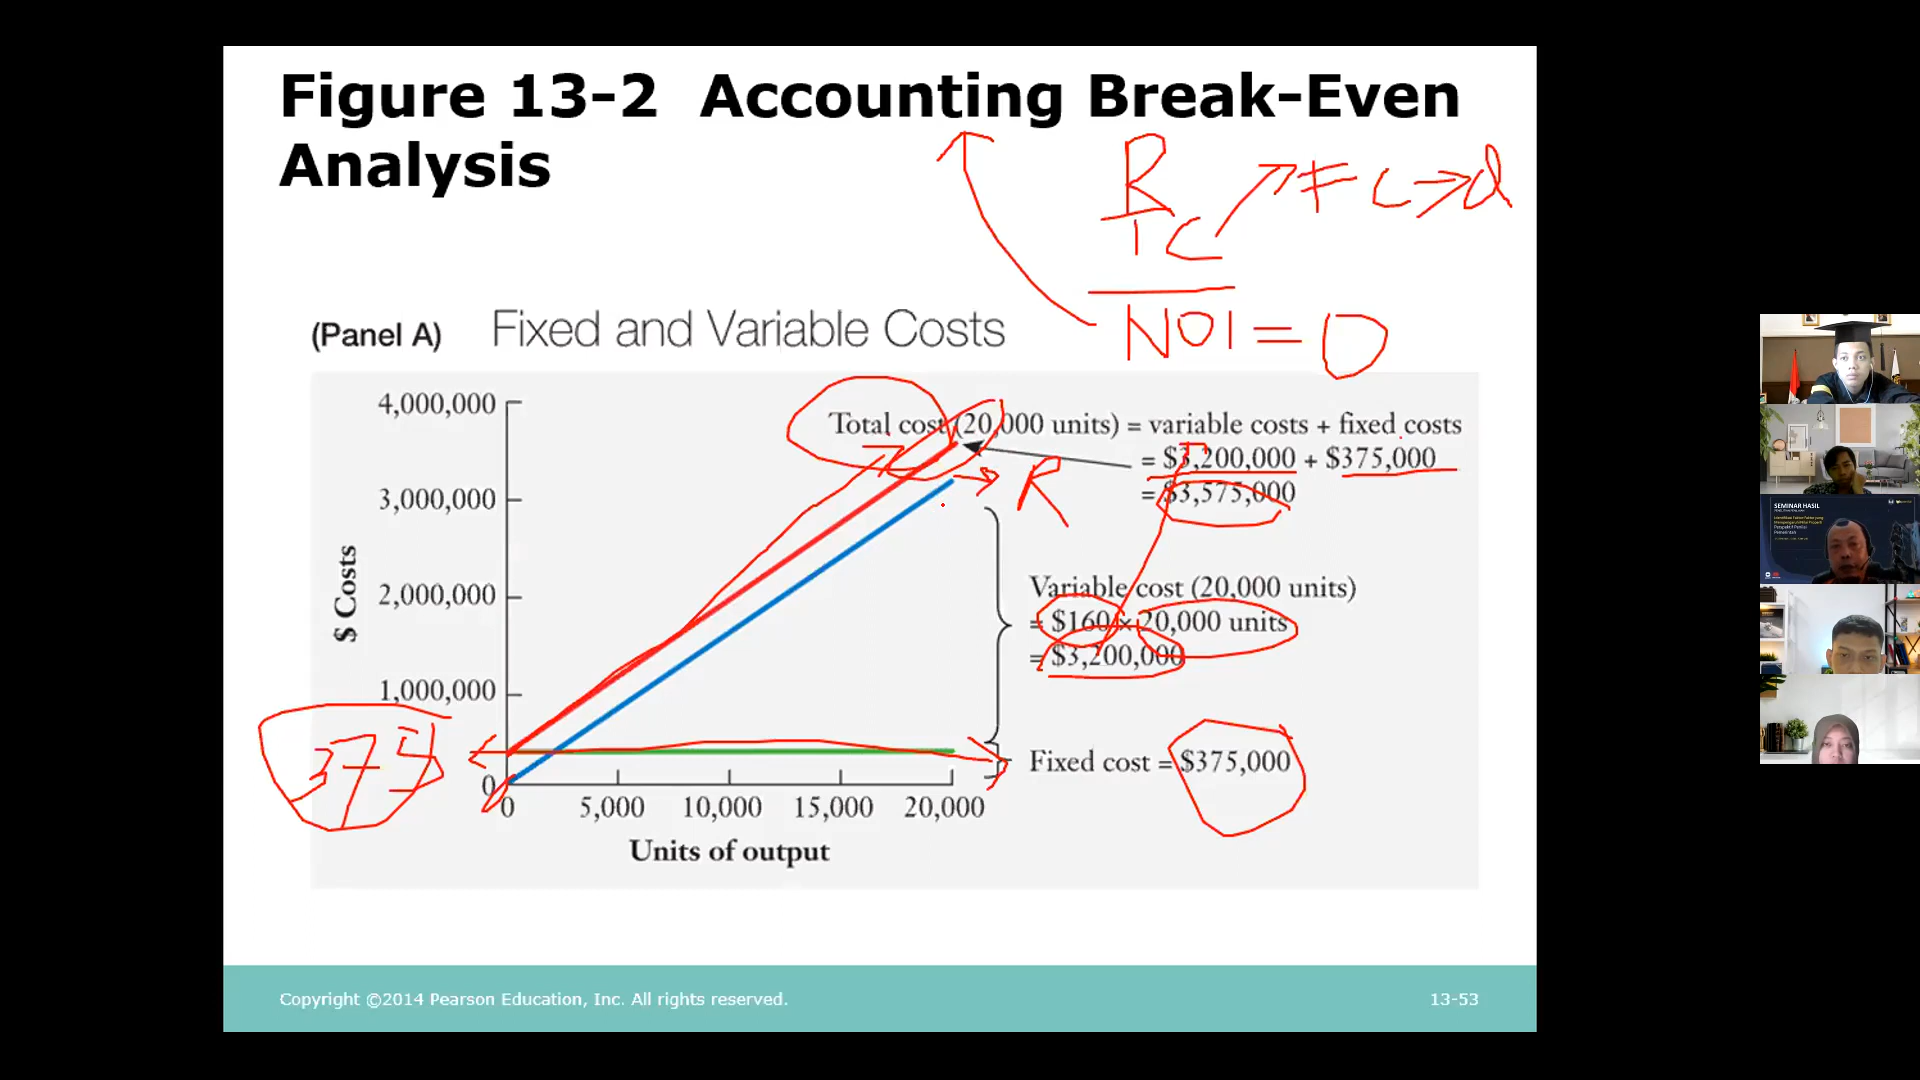 Figure 13-2 Accounting Break-Even
Analysis
R
TC
FC → d
NOI = 0
(Panel A) Fixed and Variable Costs
4,000,000
3,000,000
2,000,000
1,000,000
0
$ Costs
0
5,000
10,000
15,000
20,000
Units of output
Total cost (20,000 units) = variable costs + fixed costs
= $3,200,000 + $375,000
= $3,575,000
R
Variable cost (20,000 units)
= $160 × 20,000 units
= $3,200,000
Fixed cost = $375,000
375
Copyright ©2014 Pearson Education, Inc. All rights reserved.
13-53
SEMINAR HASIL